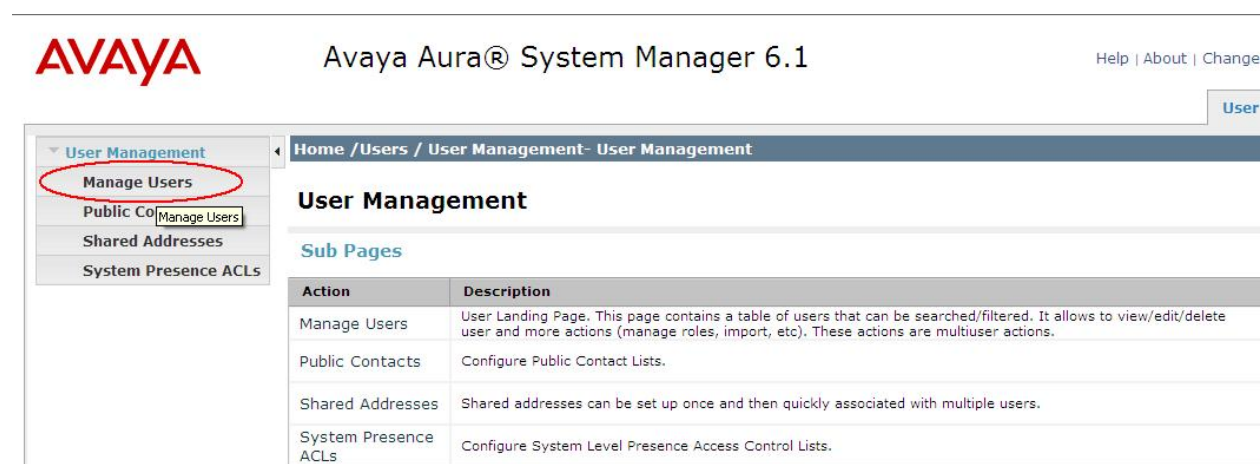 AVAYA
Avaya Aura® System Manager 6.1
Help | About | Change
User
User Management
Manage Users
Public Co
Manage Users
Shared Addresses
System Presence ACLs
Home /Users / User Management- User Management
User Management
Sub Pages
Action Description
Manage Users User Landing Page. This page contains a table of users that can be searched/filtered. It allows to view/edit/delete
user and more actions (manage roles, import, etc). These actions are multiuser actions.
Public Contacts Configure Public Contact Lists.
Shared Addresses Shared addresses can be set up once and then quickly associated with multiple users.
System Presence
ACLs Configure System Level Presence Access Control Lists.